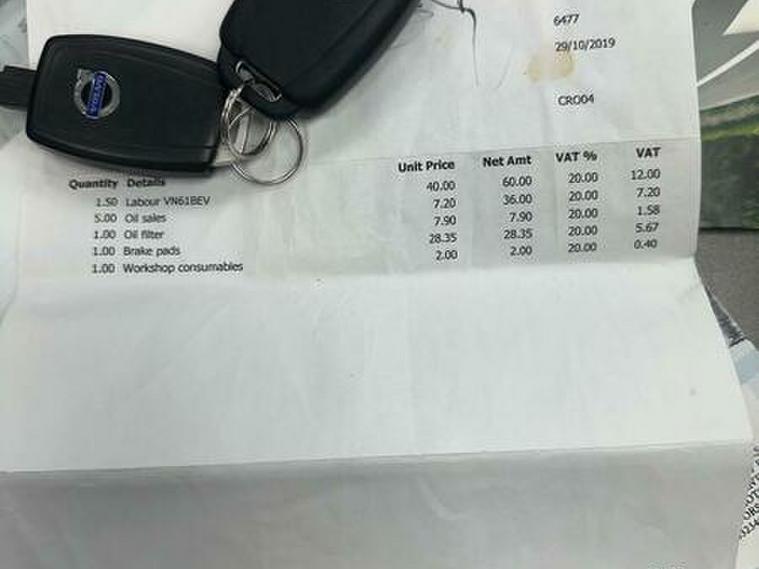 6477
29/10/2019
CRO04
Quantity Details Unit Price Net Amt VAT % VAT
1.50 Labour VN61BEV 40.00 60.00 20.00 12.00
5.00 Oil sales 7.20 36.00 20.00 7.20
1.00 Oil filter 7.90 7.90 20.00 1.58
1.00 Brake pads 28.35 28.35 20.00 5.67
1.00 Workshop consumables 2.00 2.00 20.00 0.40
VOLVO